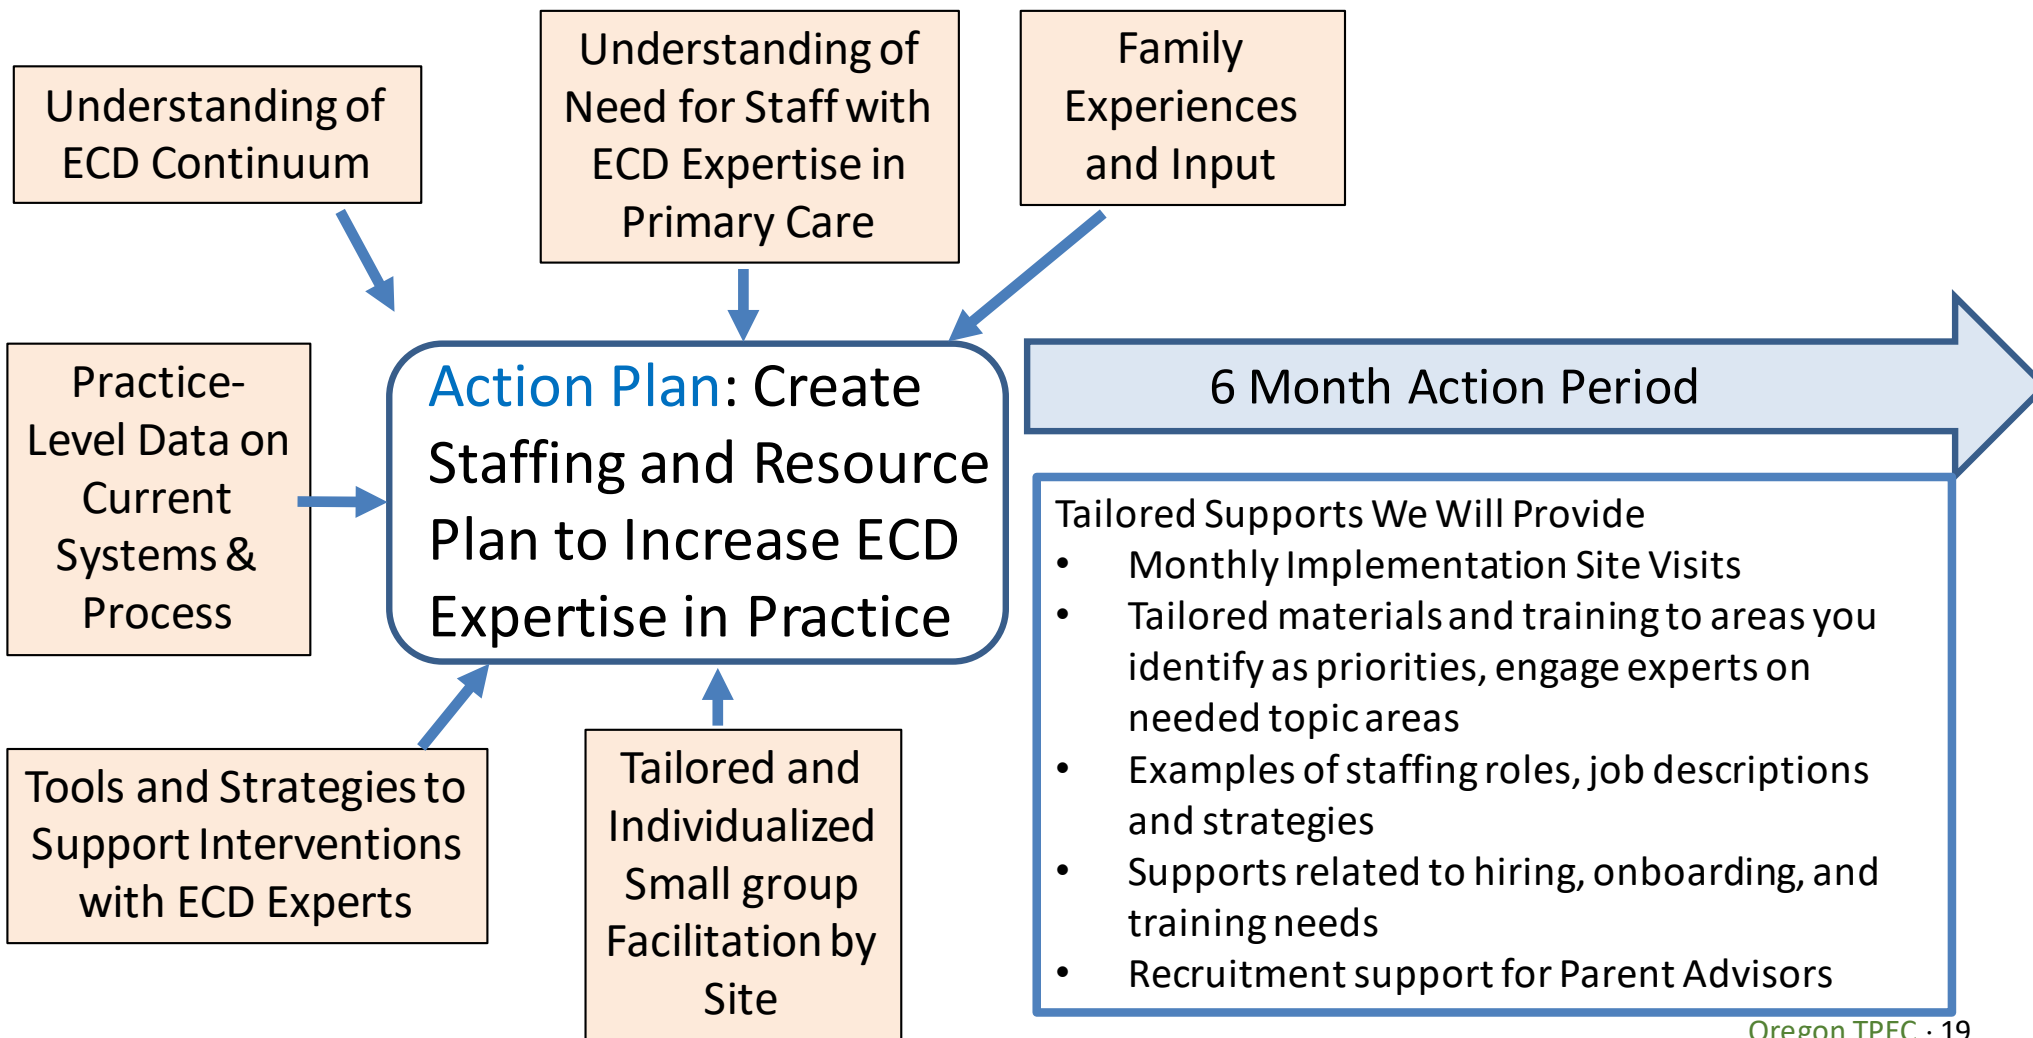 Understanding of
ECD Continuum
Understanding of
Need for Staff with
ECD Expertise in
Primary Care
Family
Experiences
and Input
Practice-
Level Data on
Current
Systems &
Process
Action Plan: Create
Staffing and Resource
Plan to Increase ECD
Expertise in Practice
6 Month Action Period
Tools and Strategies to
Support Interventions
with ECD Experts
Tailored and
Individualized
Small group
Facilitation by
Site
Tailored Supports We Will Provide
• Monthly Implementation Site Visits
• Tailored materials and training to areas you
identify as priorities, engage experts on
needed topic areas
• Examples of staffing roles, job descriptions
and strategies
• Supports related to hiring, onboarding, and
training needs
• Recruitment support for Parent Advisors
Oregon TPEC · 19